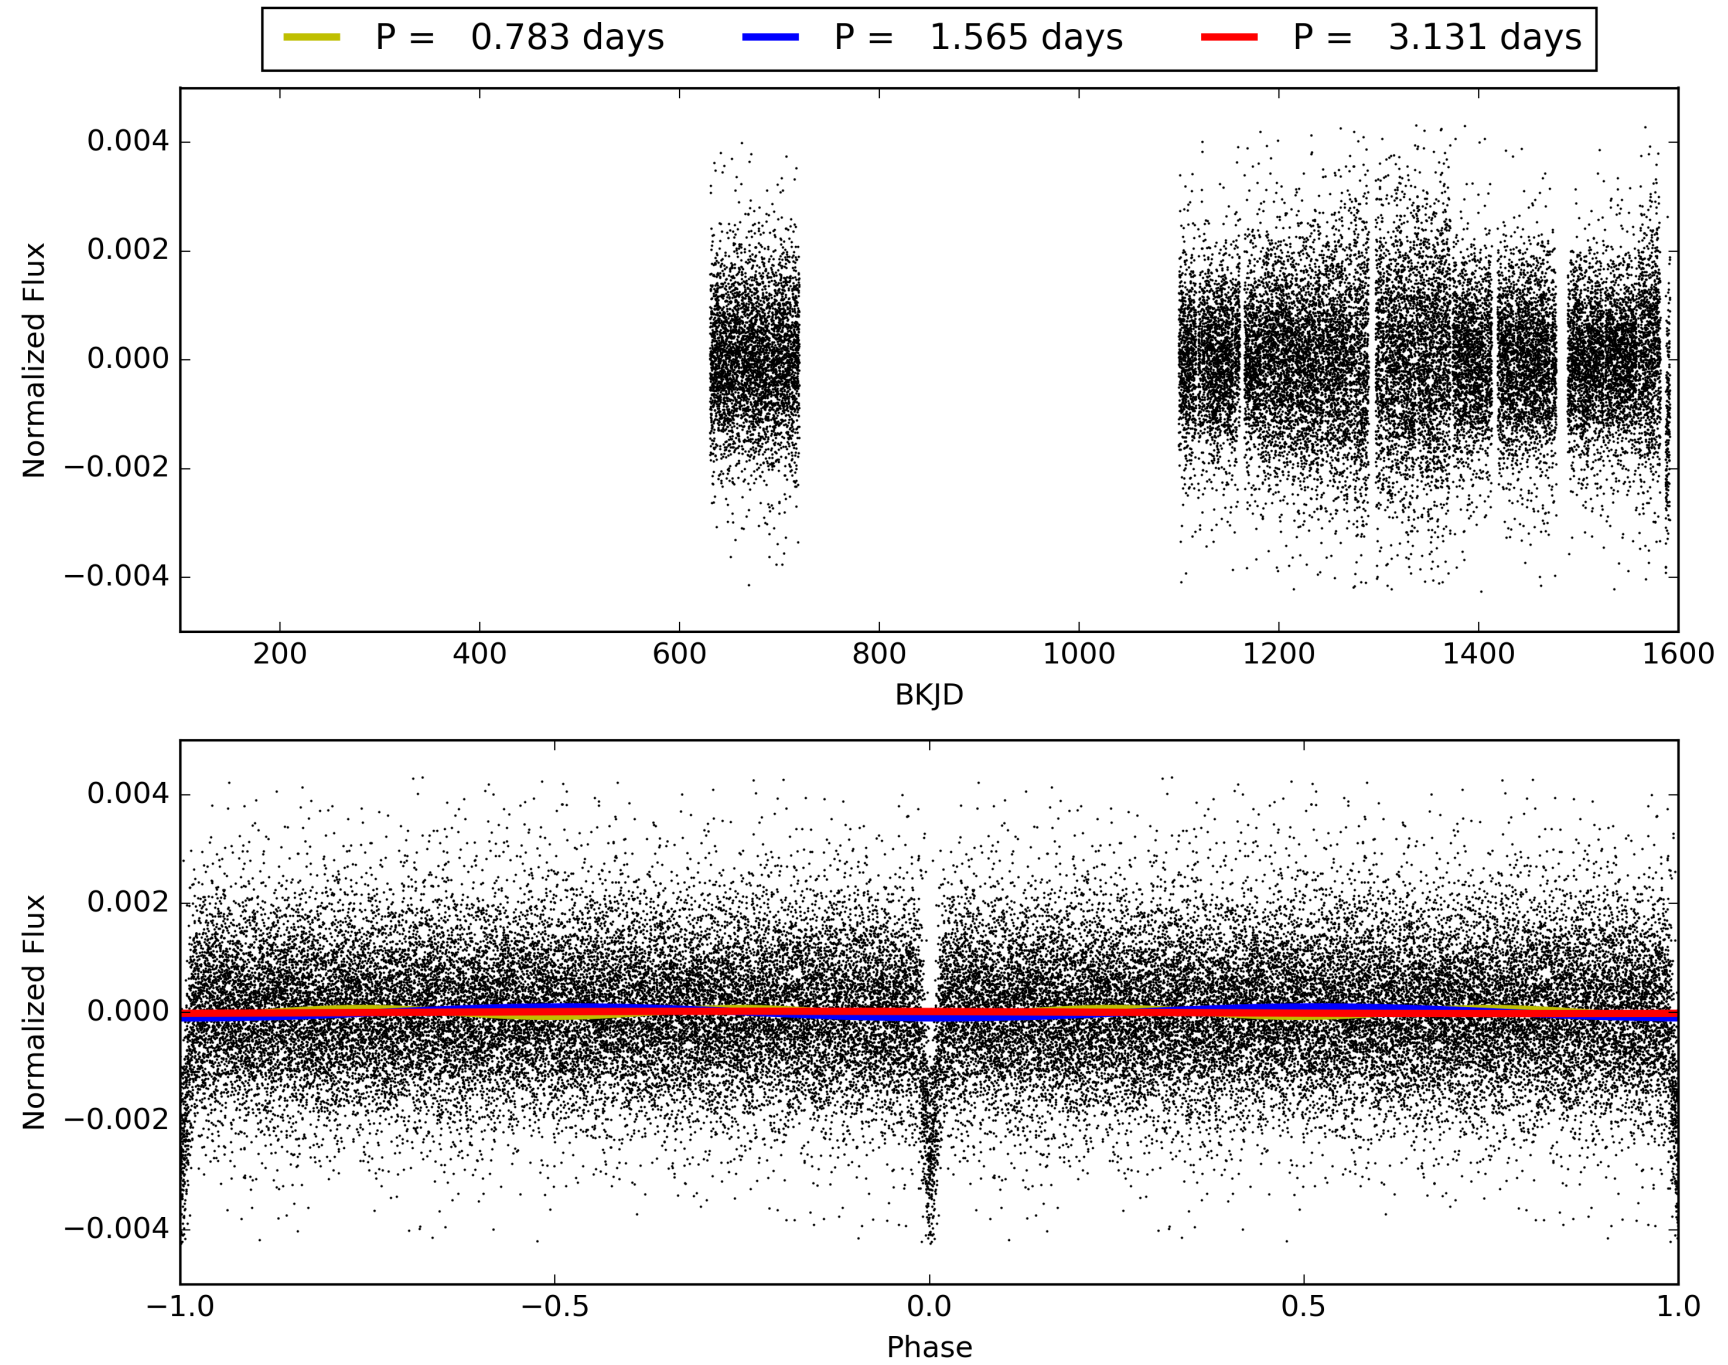 P = 0.783 days P = 1.565 days P = 3.131 days
0.004
0.002
0.000
−0.002
−0.004
Normalized Flux
200 400 600 800 1000 1200 1400 1600
BKJD
0.004
0.002
0.000
−0.002
−0.004
Normalized Flux
−1.0 −0.5 0.0 0.5 1.0
Phase